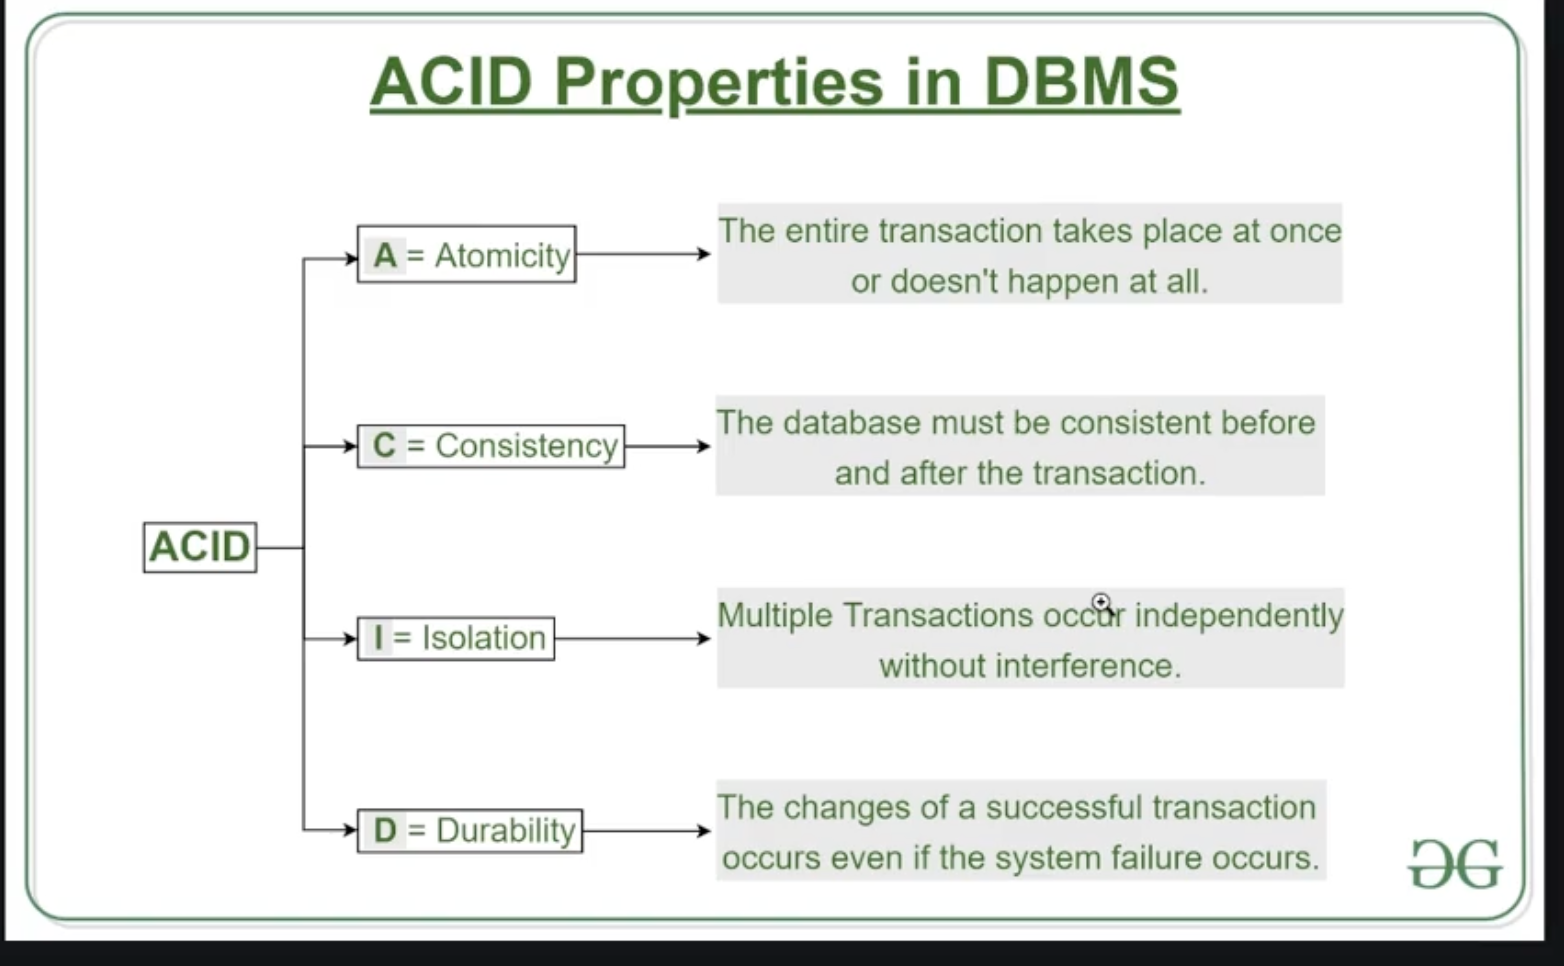 ACID Properties in DBMS
A = Atomicity
The entire transaction takes place at once
or doesn't happen at all.
C = Consistency
The database must be consistent before
and after the transaction.
ACID
I = Isolation
Multiple Transactions occur independently
without interference.
D = Durability
The changes of a successful transaction
occurs even if the system failure occurs.